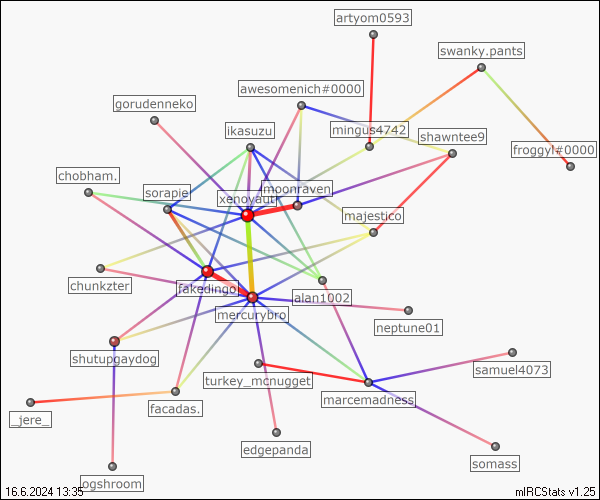 artyom0593
swanky.pants
awesomenich#0000
gorudenneko
ikasuzu
mingus4742
shawntee9
froggyl#0000
chobham.
sorapie
xenovant
moonraven
majestico
chunkzter
fakedingo
alan1002
mercurybro
neptune01
shutupgaydog
turkey_mcnugget
samuel4073
_jere_
facadas.
marcemadness
edgepanda
somass
ogshroom
16.6.2024 13:35
mIRCStats v1.25